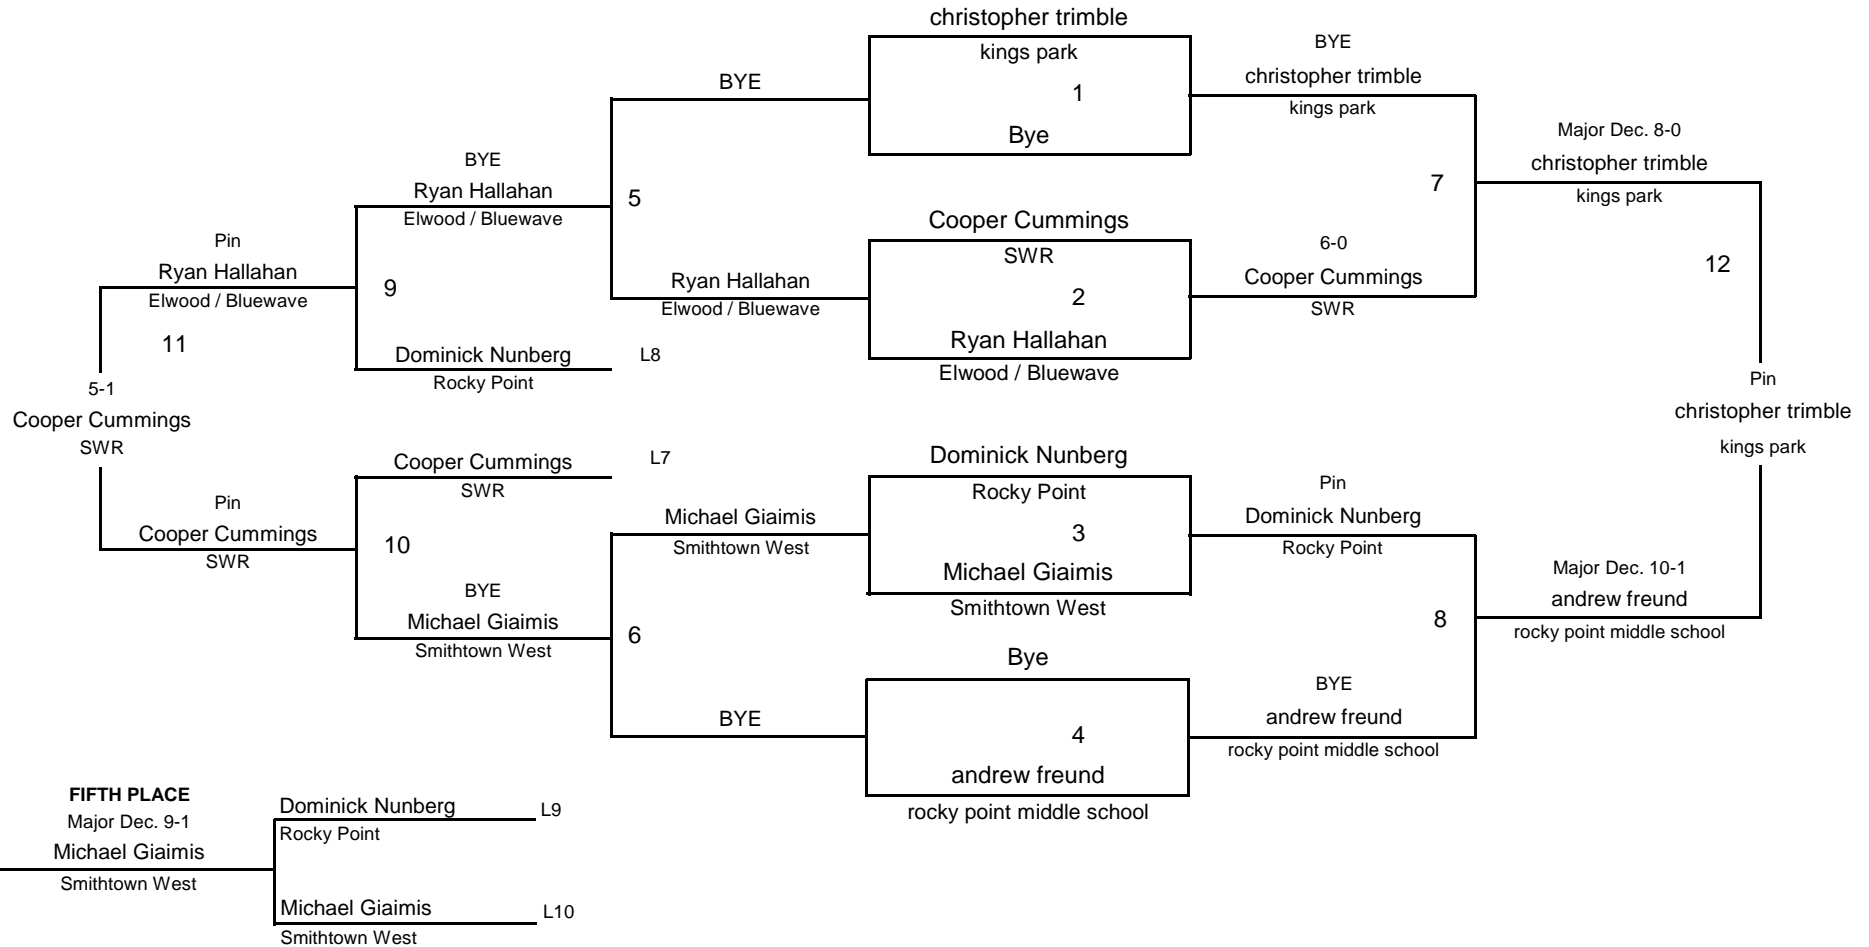 christopher trimble
kings park
1
Bye
BYE
christopher trimble
kings park
BYE
Major Dec. 8-0
christopher trimble
kings park
7
BYE
Ryan Hallahan
Elwood / Bluewave
5
Cooper Cummings
SWR
2
Ryan Hallahan
Elwood / Bluewave
6-0
Cooper Cummings
SWR
12
Pin
Ryan Hallahan
Elwood / Bluewave
9
Ryan Hallahan
Elwood / Bluewave
11
Dominick Nunberg
Rocky Point
L8
5-1
Cooper Cummings
SWR
Pin
christopher trimble
kings park
Cooper Cummings
SWR
L7
Dominick Nunberg
Rocky Point
3
Michael Giaimis
Smithtown West
Pin
Dominick Nunberg
Rocky Point
Pin
Cooper Cummings
SWR
10
Michael Giaimis
Smithtown West
BYE
Michael Giaimis
Smithtown West
6
Major Dec. 10-1
andrew freund
rocky point middle school
8
Bye
4
andrew freund
rocky point middle school
BYE
BYE
andrew freund
rocky point middle school
FIFTH PLACE
Major Dec. 9-1
Michael Giaimis
Smithtown West
Dominick Nunberg
Rocky Point
L9
Michael Giaimis
Smithtown West
L10